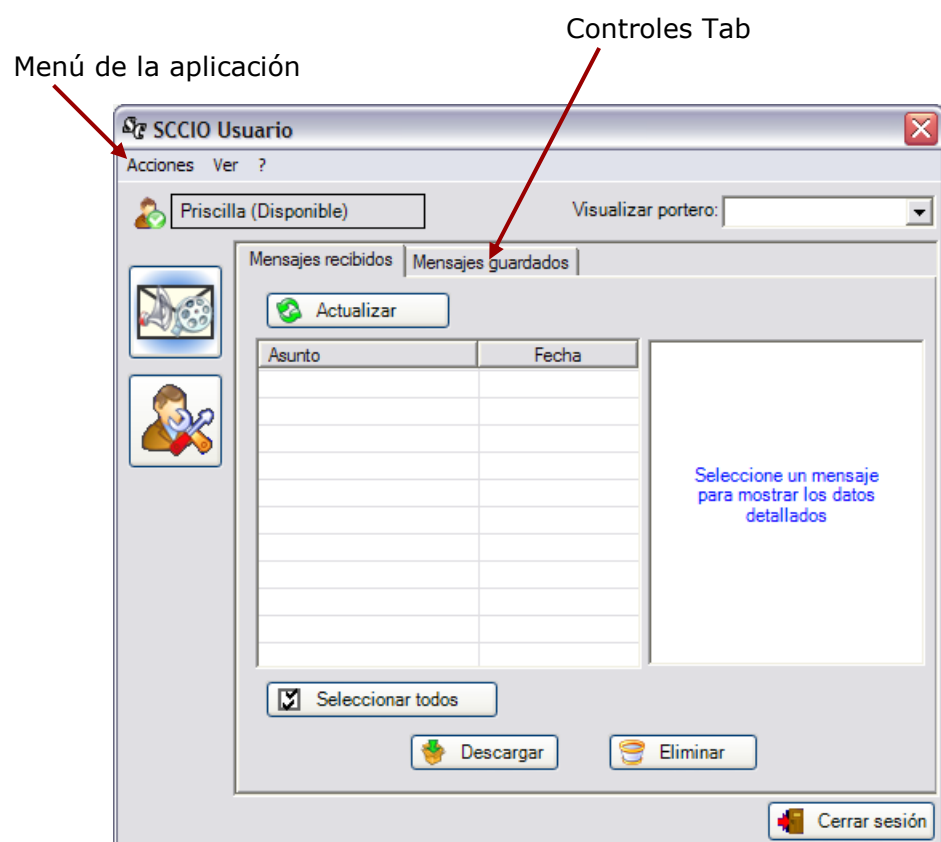 Controles Tab
Menú de la aplicación
SCCIO Usuario
Acciones Ver ?
Priscilla (Disponible)
Visualizar portero:
Mensajes recibidos
Mensajes guardados
Actualizar
Asunto
Fecha
Seleccione un mensaje
para mostrar los datos
detallados
Seleccionar todos
Descargar
Eliminar
Cerrar sesión